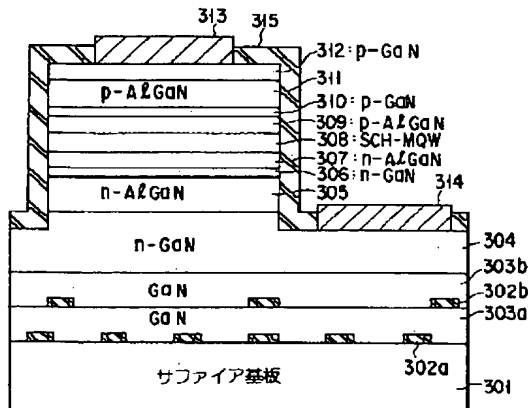 313
315
312:p-GaN
311
p-AlGaN
310:p-GaN
309:p-AlGaN
308:SCH-MQW
307:n-AlGaN
306:n-GaN
305
n-AlGaN
314
n-GaN
304
303b
GaN
302b
303a
GaN
302a
サファイア基板
301